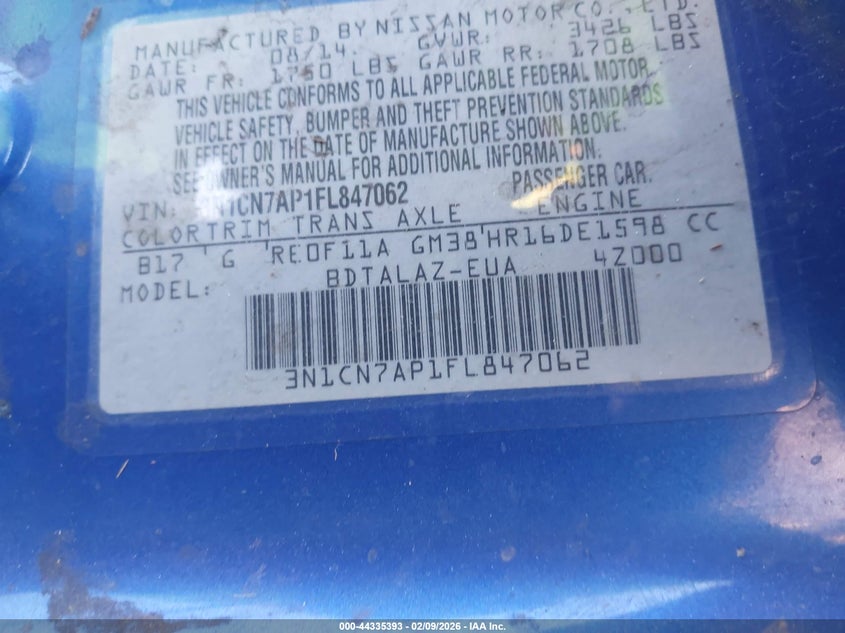 MANUFACTURED BY NISSAN MOTOR CO., LTD.
DATE: 08/14 GVWR: 3426 LBS
GAWR FR: 1750 LBS GAWR RR: 1708 LBS
THIS VEHICLE CONFORMS TO ALL APPLICABLE FEDERAL MOTOR
VEHICLE SAFETY, BUMPER AND THEFT PREVENTION STANDARDS
IN EFFECT ON THE DATE OF MANUFACTURE SHOWN ABOVE.
SEE OWNER'S MANUAL FOR ADDITIONAL INFORMATION.
VIN: 3N1CN7AP1FL847062 PASSENGER CAR.
COLOR TRIM TRANS AXLE ENGINE
B17 G RE0F11A GM38 HR16DE1598 CC
MODEL: BDTALAZ-EUA 42000
3N1CN7AP1FL847062
000-44335393 - 02/09/2026 - IAA Inc.